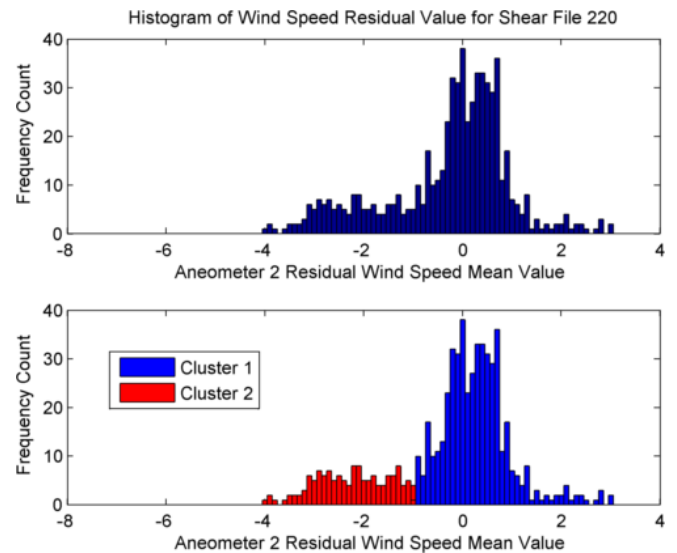 Histogram of Wind Speed Residual Value for Shear File 220
40
30
20
10
0
Frequency Count
-8 -6 -4 -2 0 2 4
Aneometer 2 Residual Wind Speed Mean Value
40
30
20
10
0
Frequency Count
Cluster 1
Cluster 2
-8 -6 -4 -2 0 2 4
Aneometer 2 Residual Wind Speed Mean Value